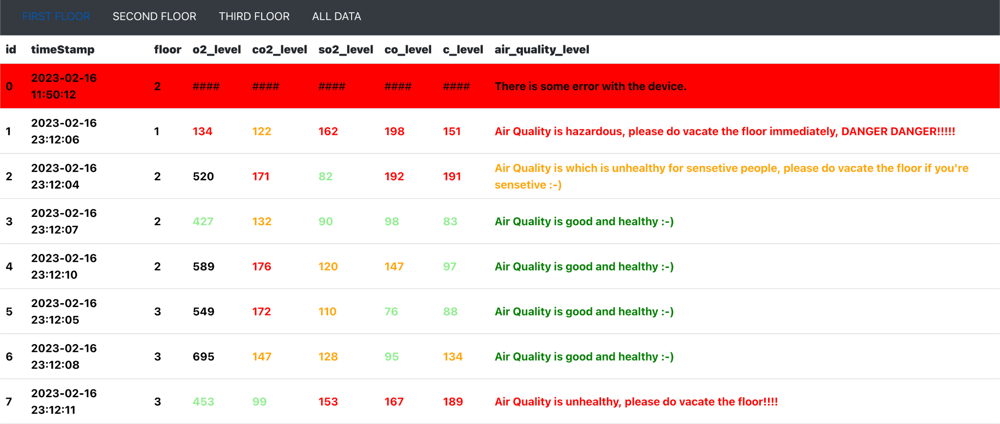 FIRST FLOOR SECOND FLOOR THIRD FLOOR ALL DATA
id timeStamp floor o2_level co2_level so2_level co_level c_level air_quality_level
0 2023-02-16 11:50:12 2 #### #### #### #### #### There is some error with the device.
1 2023-02-16 23:12:06 1 134 122 162 198 151 Air Quality is hazardous, please do vacate the floor immediately, DANGER DANGER!!!!!
2 2023-02-16 23:12:04 2 520 171 82 192 191 Air Quality is which is unhealthy for sensetive people, please do vacate the floor if you're sensetive :-)
3 2023-02-16 23:12:07 2 427 132 90 98 83 Air Quality is good and healthy :-)
4 2023-02-16 23:12:10 2 589 176 120 147 97 Air Quality is good and healthy :-)
5 2023-02-16 23:12:05 3 549 172 110 76 88 Air Quality is good and healthy :-)
6 2023-02-16 23:12:08 3 695 147 128 95 134 Air Quality is good and healthy :-)
7 2023-02-16 23:12:11 3 453 99 153 167 189 Air Quality is unhealthy, please do vacate the floor!!!!